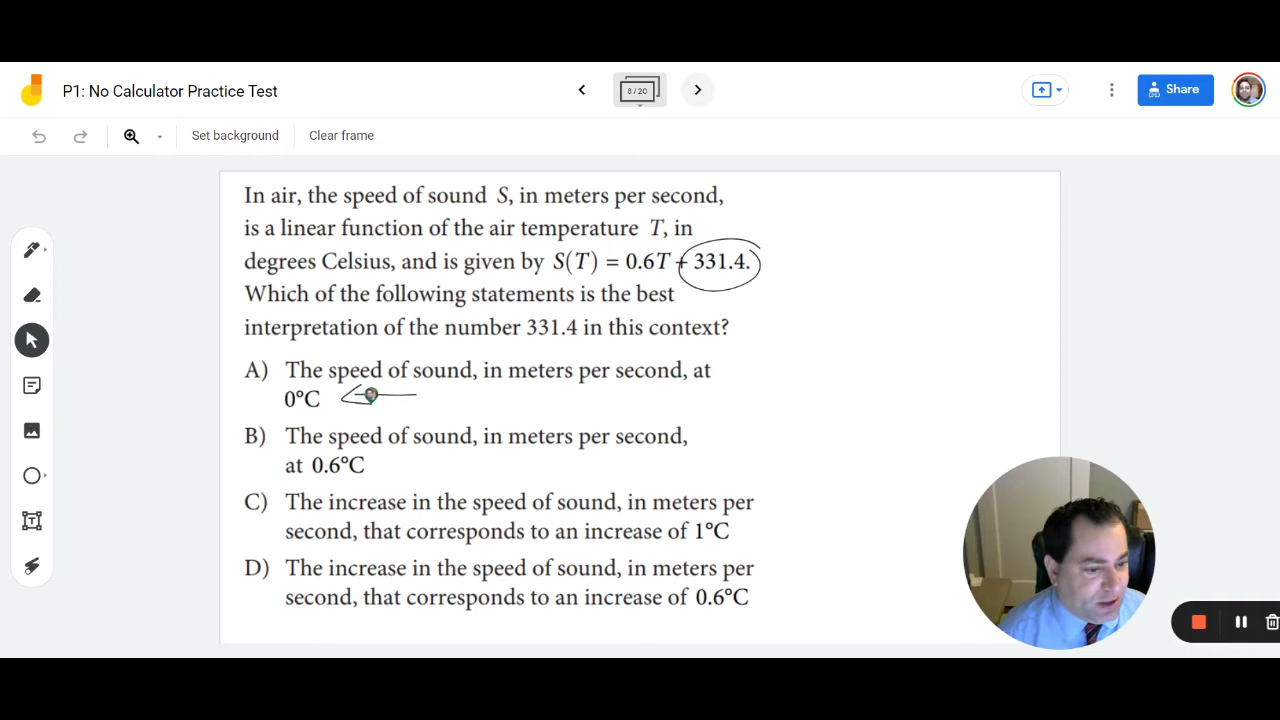 P1: No Calculator Practice Test
8 / 20
Share
Set background
Clear frame
In air, the speed of sound S, in meters per second,
is a linear function of the air temperature T, in
degrees Celsius, and is given by S(T) = 0.6T + 331.4.
Which of the following statements is the best
interpretation of the number 331.4 in this context?
A) The speed of sound, in meters per second, at
0°C
B) The speed of sound, in meters per second,
at 0.6°C
C) The increase in the speed of sound, in meters per
second, that corresponds to an increase of 1°C
D) The increase in the speed of sound, in meters per
second, that corresponds to an increase of 0.6°C